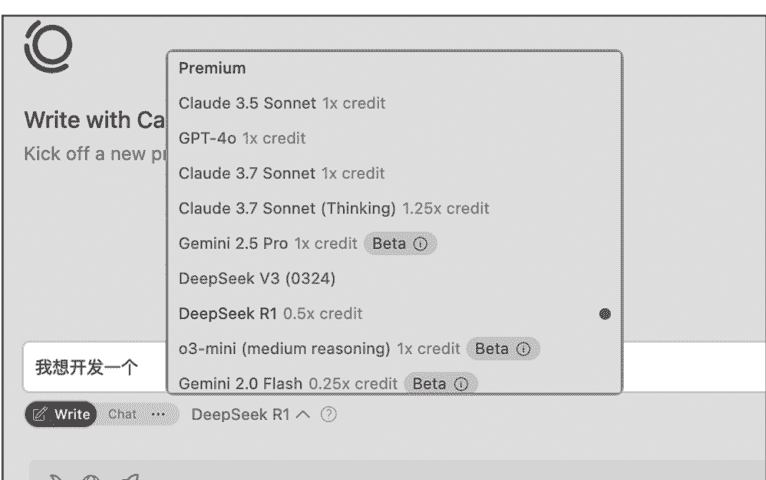 Premium
Claude 3.5 Sonnet 1x credit
Write with Ca
GPT-4o 1x credit
Kick off a new pr
Claude 3.7 Sonnet 1x credit
Claude 3.7 Sonnet (Thinking) 1.25x credit
Gemini 2.5 Pro 1x credit Beta
DeepSeek V3 (0324)
DeepSeek R1 0.5x credit
o3-mini (medium reasoning) 1x credit Beta
Gemini 2.0 Flash 0.25x credit Beta
我想开发一个
Write Chat ··· DeepSeek R1